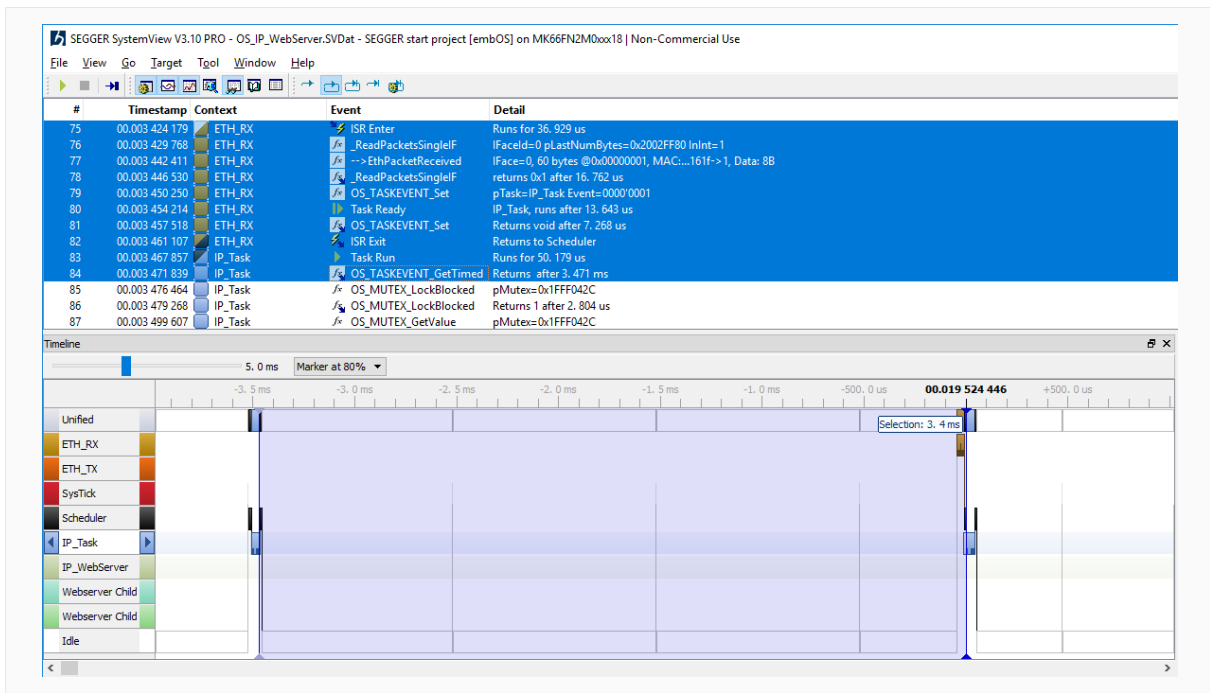 SEGGER SystemView V3.10 PRO - OS_IP_WebServer.SVDat - SEGGER start project [embOS] on MK66FN2M0xxx18 | Non-Commercial Use
File View Go Target Tool Window Help
# Timestamp Context Event Detail
75 00.003 424 179 ETH_RX ISR Enter Runs for 36. 929 us
76 00.003 429 768 ETH_RX fx _ReadPacketsSingleIF IFaceId=0 pLastNumBytes=0x2002FF80 InInt=1
77 00.003 442 411 ETH_RX fx -->EthPacketReceived IFace=0, 60 bytes @0x00000001, MAC:...161f->1, Data: 8B
78 00.003 446 530 ETH_RX fx _ReadPacketsSingleIF returns 0x1 after 16. 762 us
79 00.003 450 250 ETH_RX fx OS_TASKEVENT_Set pTask=IP_Task Event=0000'0001
80 00.003 454 214 ETH_RX Task Ready IP_Task, runs after 13. 643 us
81 00.003 457 518 ETH_RX fx OS_TASKEVENT_Set Returns void after 7. 268 us
82 00.003 461 107 ETH_RX ISR Exit Returns to Scheduler
83 00.003 467 857 IP_Task Task Run Runs for 50. 179 us
84 00.003 471 839 IP_Task fx OS_TASKEVENT_GetTimed Returns after 3. 471 ms
85 00.003 476 464 IP_Task fx OS_MUTEX_LockBlocked pMutex=0x1FFF042C
86 00.003 479 268 IP_Task fx OS_MUTEX_LockBlocked Returns 1 after 2. 804 us
87 00.003 499 607 IP_Task fx OS_MUTEX_GetValue pMutex=0x1FFF042C
Timeline
5. 0 ms Marker at 80%
-3. 5 ms -3. 0 ms -2. 5 ms -2. 0 ms -1. 5 ms -1. 0 ms -500. 0 us 00.019 524 446 +500. 0 us
Unified
Selection: 3. 4 ms
ETH_RX
ETH_TX
SysTick
Scheduler
IP_Task
IP_WebServer
Webserver Child
Webserver Child
Idle